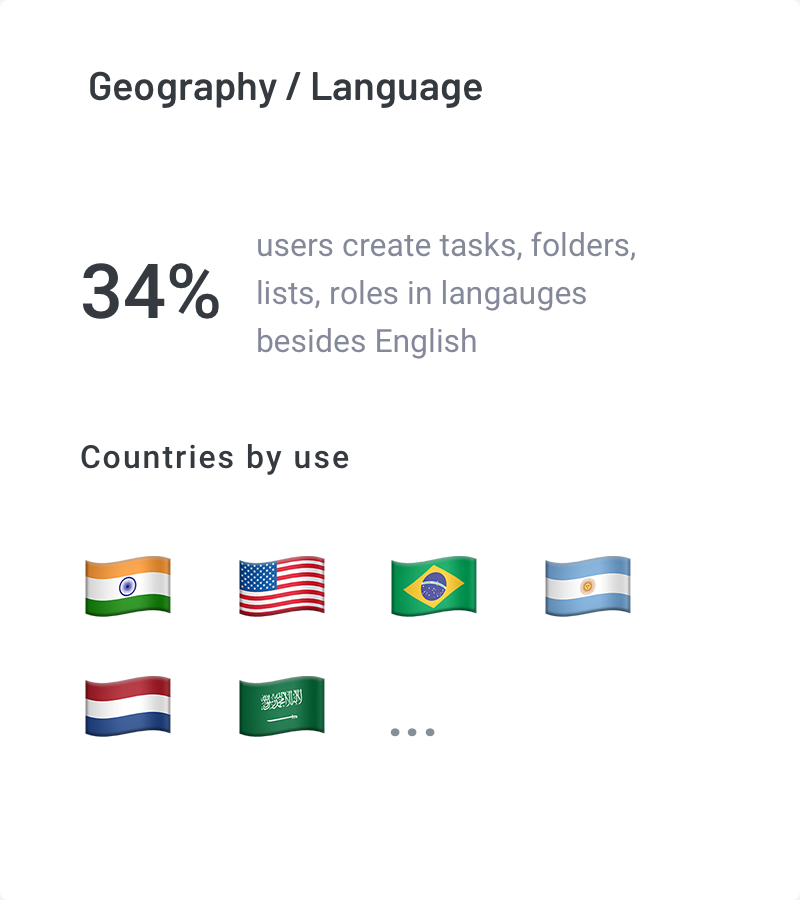 Geography / Language
34%
users create tasks, folders,
lists, roles in langauges
besides English
Countries by use
...